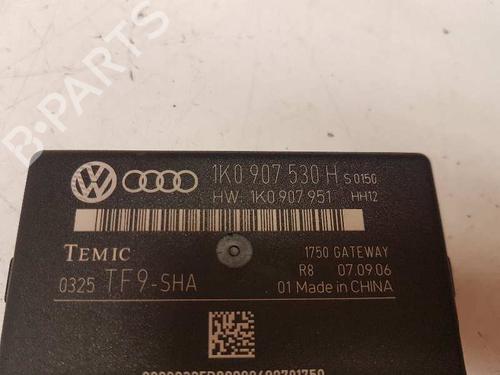 B-PARTS
1K0 907 530 H S 0150
HW: 1K0 907 951 HH12
TEMIC
1750 GATEWAY
R8 07.09.06
0325 TF9-SHA
01 Made in CHINA